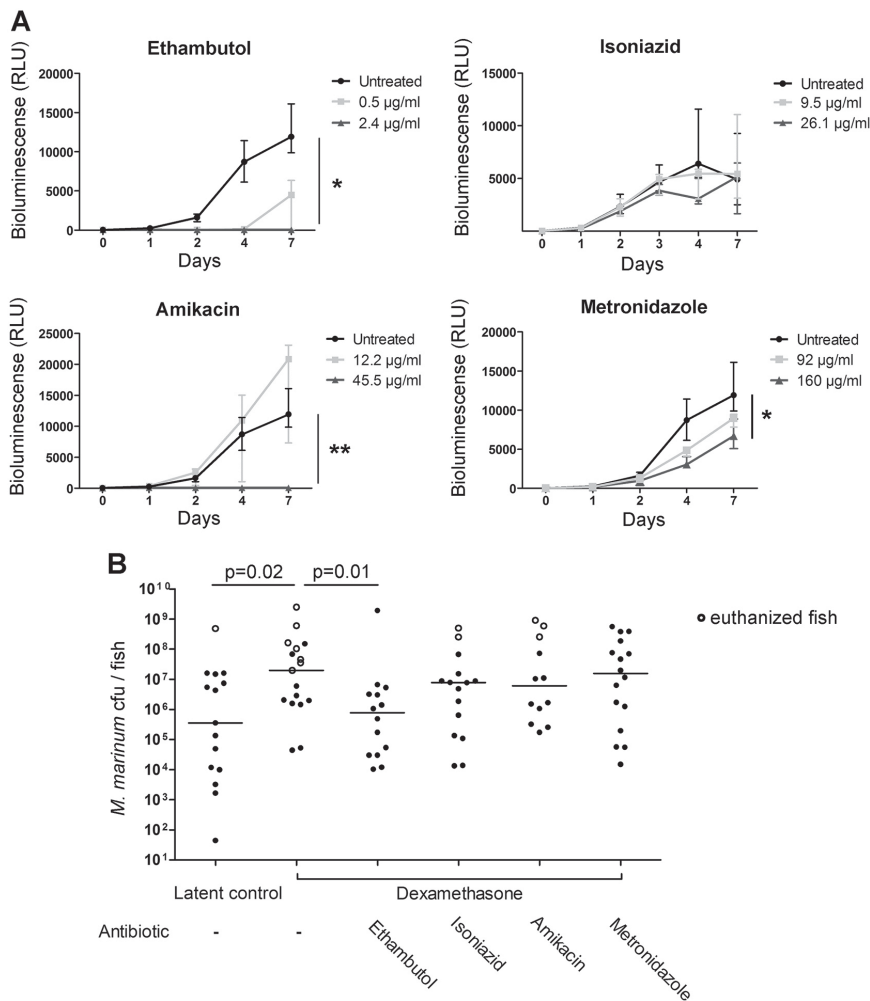 A
Ethambutol
Bioluminescense (RLU)
20000
15000
10000
5000
0
0 1 2 4 7
Days
Untreated
0.5 µg/ml
2.4 µg/ml
*
Isoniazid
Bioluminescense (RLU)
15000
10000
5000
0 1 2 3 4 7
Days
Untreated
9.5 µg/ml
26.1 µg/ml
Amikacin
Bioluminescense (RLU)
25000
20000
15000
10000
5000
0
0 1 2 4 7
Days
Untreated
12.2 µg/ml
45.5 µg/ml
**
Metronidazole
Bioluminescense (RLU)
20000
15000
10000
5000
0
0 1 2 4 7
Days
Untreated
92 µg/ml
160 µg/ml
*
B
p=0.02 p=0.01
M. marinum cfu / fish
10^10
10^9
10^8
10^7
10^6
10^5
10^4
10^3
10^2
10^1
euthanized fish
Latent control Dexamethasone
Antibiotic - - Ethambutol Isoniazid Amikacin Metronidazole